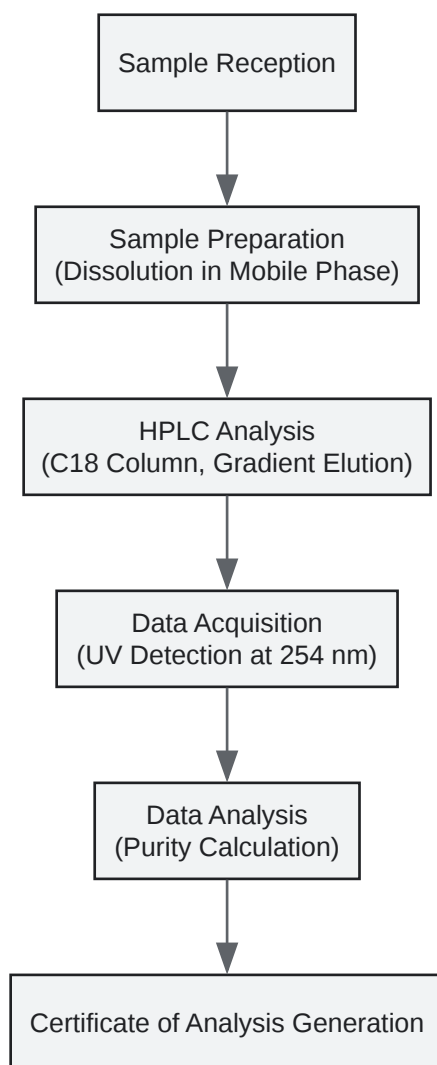 Sample Reception
Sample Preparation
(Dissolution in Mobile Phase)
HPLC Analysis
(C18 Column, Gradient Elution)
Data Acquisition
(UV Detection at 254 nm)
Data Analysis
(Purity Calculation)
Certificate of Analysis Generation